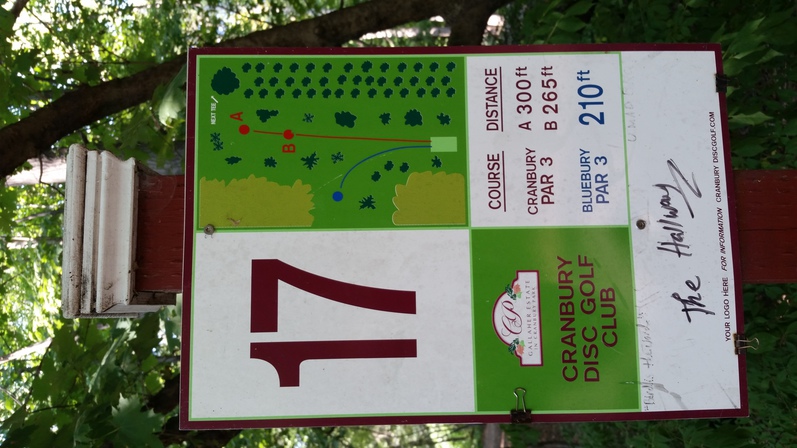 17
NEXT TEE
A
B
CP
GALLAHER ESTATE
IN CRANBURY PARK
CRANBURY
DISC GOLF
CLUB
COURSE DISTANCE
CRANBURY
PAR 3
A 300ft
B 265ft
BLUEBURY
PAR 3
210ft
The Hallway
YOUR LOGO HERE FOR INFORMATION CRANBURY DISCGOLF.COM